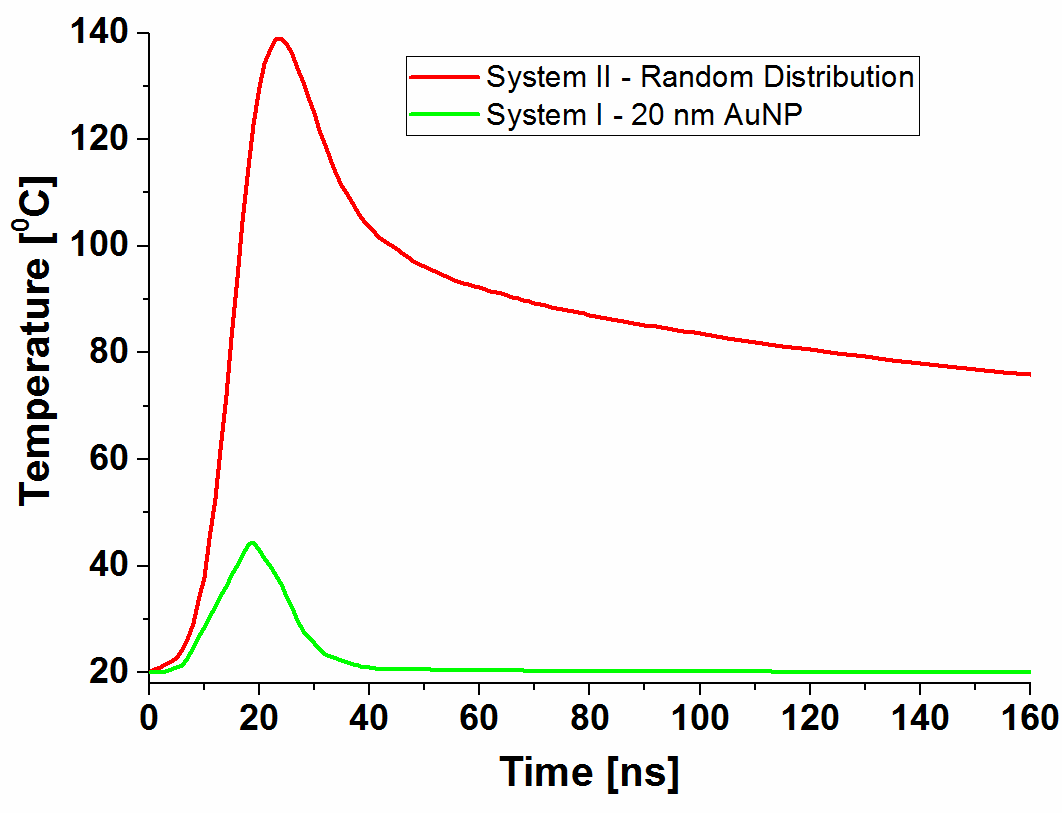 140
120
100
80
60
40
20
Temperature [⁰C]
System II - Random Distribution
System I - 20 nm AuNP
0 20 40 60 80 100 120 140 160
Time [ns]